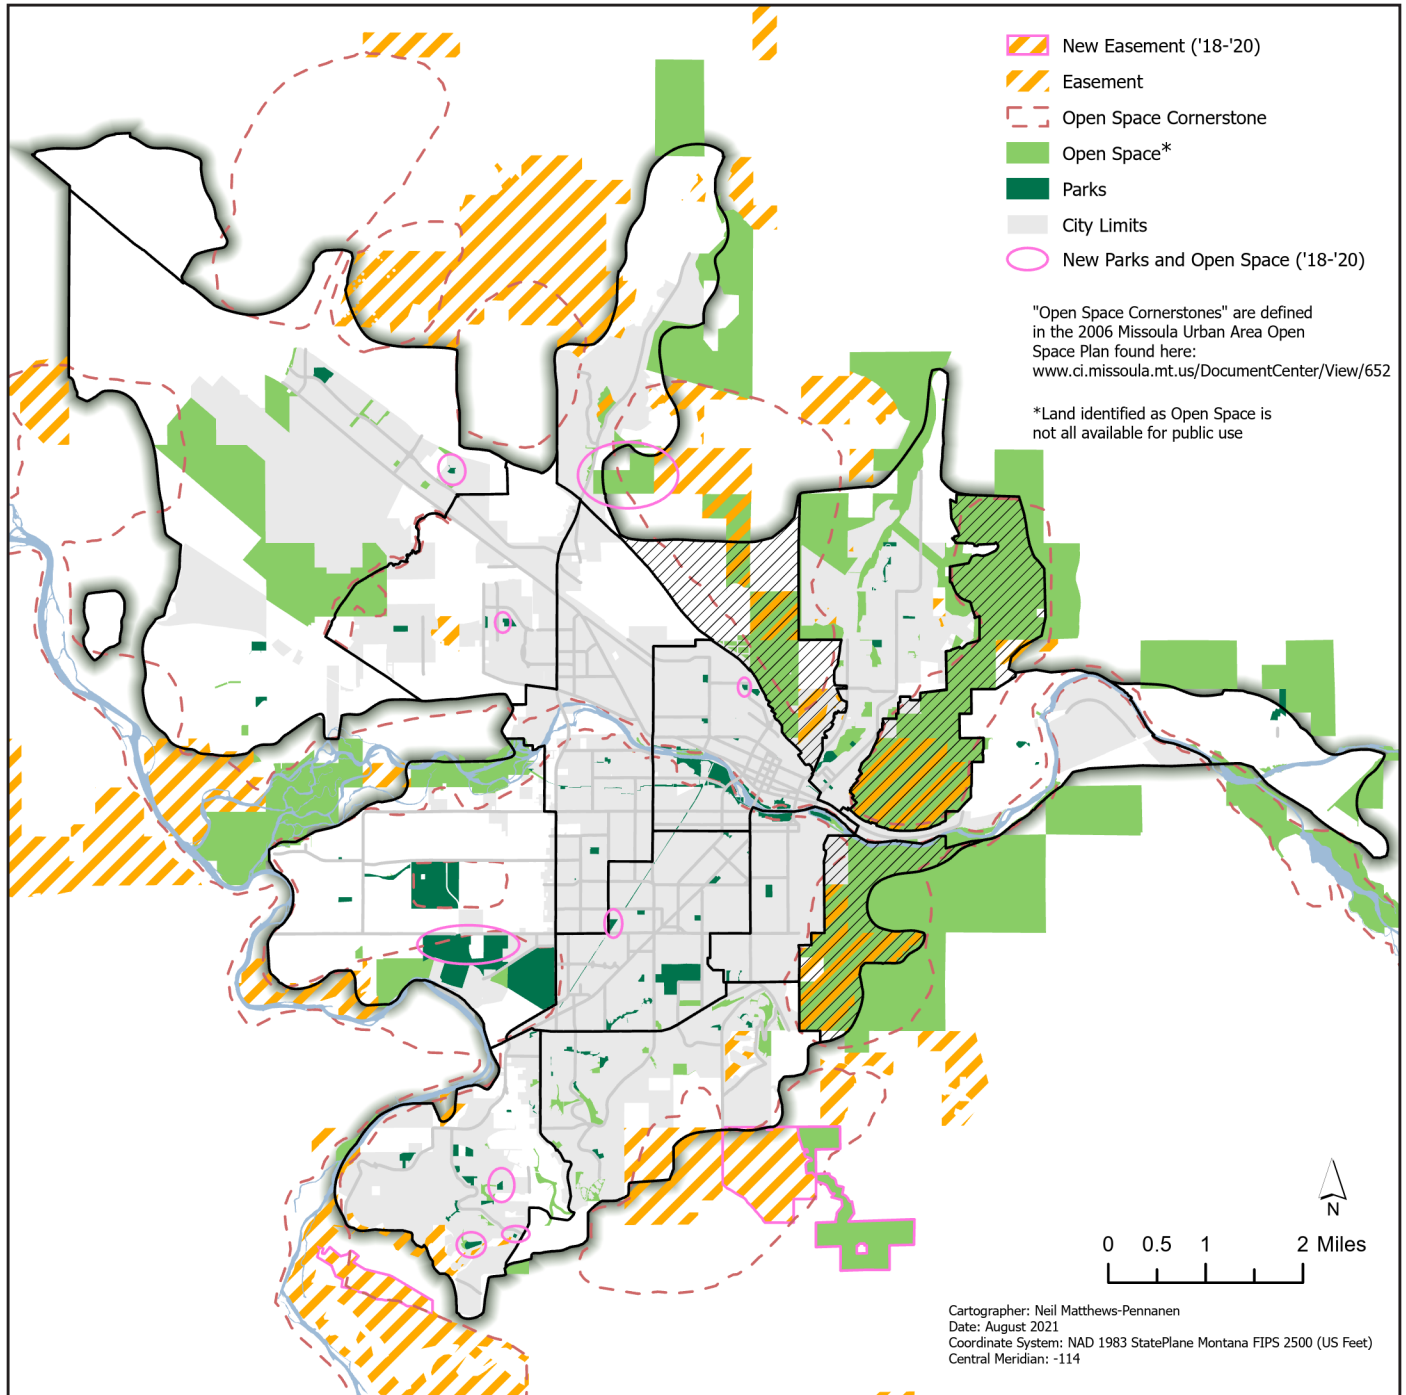 New Easement ('18-'20)
Easement
Open Space Cornerstone
Open Space*
Parks
City Limits
New Parks and Open Space ('18-'20)
"Open Space Cornerstones" are defined
in the 2006 Missoula Urban Area Open
Space Plan found here:
www.ci.missoula.mt.us/DocumentCenter/View/652
*Land identified as Open Space is
not all available for public use
N
0 0.5 1 2 Miles
Cartographer: Neil Matthews-Pennanen
Date: August 2021
Coordinate System: NAD 1983 StatePlane Montana FIPS 2500 (US Feet)
Central Meridian: -114